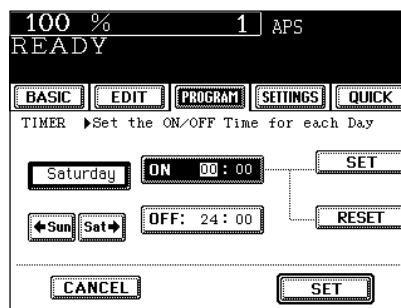 100 % 1 APS
READY
BASIC EDIT PROGRAM SETTINGS QUICK
TIMER ▶Set the ON/OFF Time for each Day
Saturday ON 00:00 SET
←Sun Sat→ OFF: 24:00 RESET
CANCEL SET